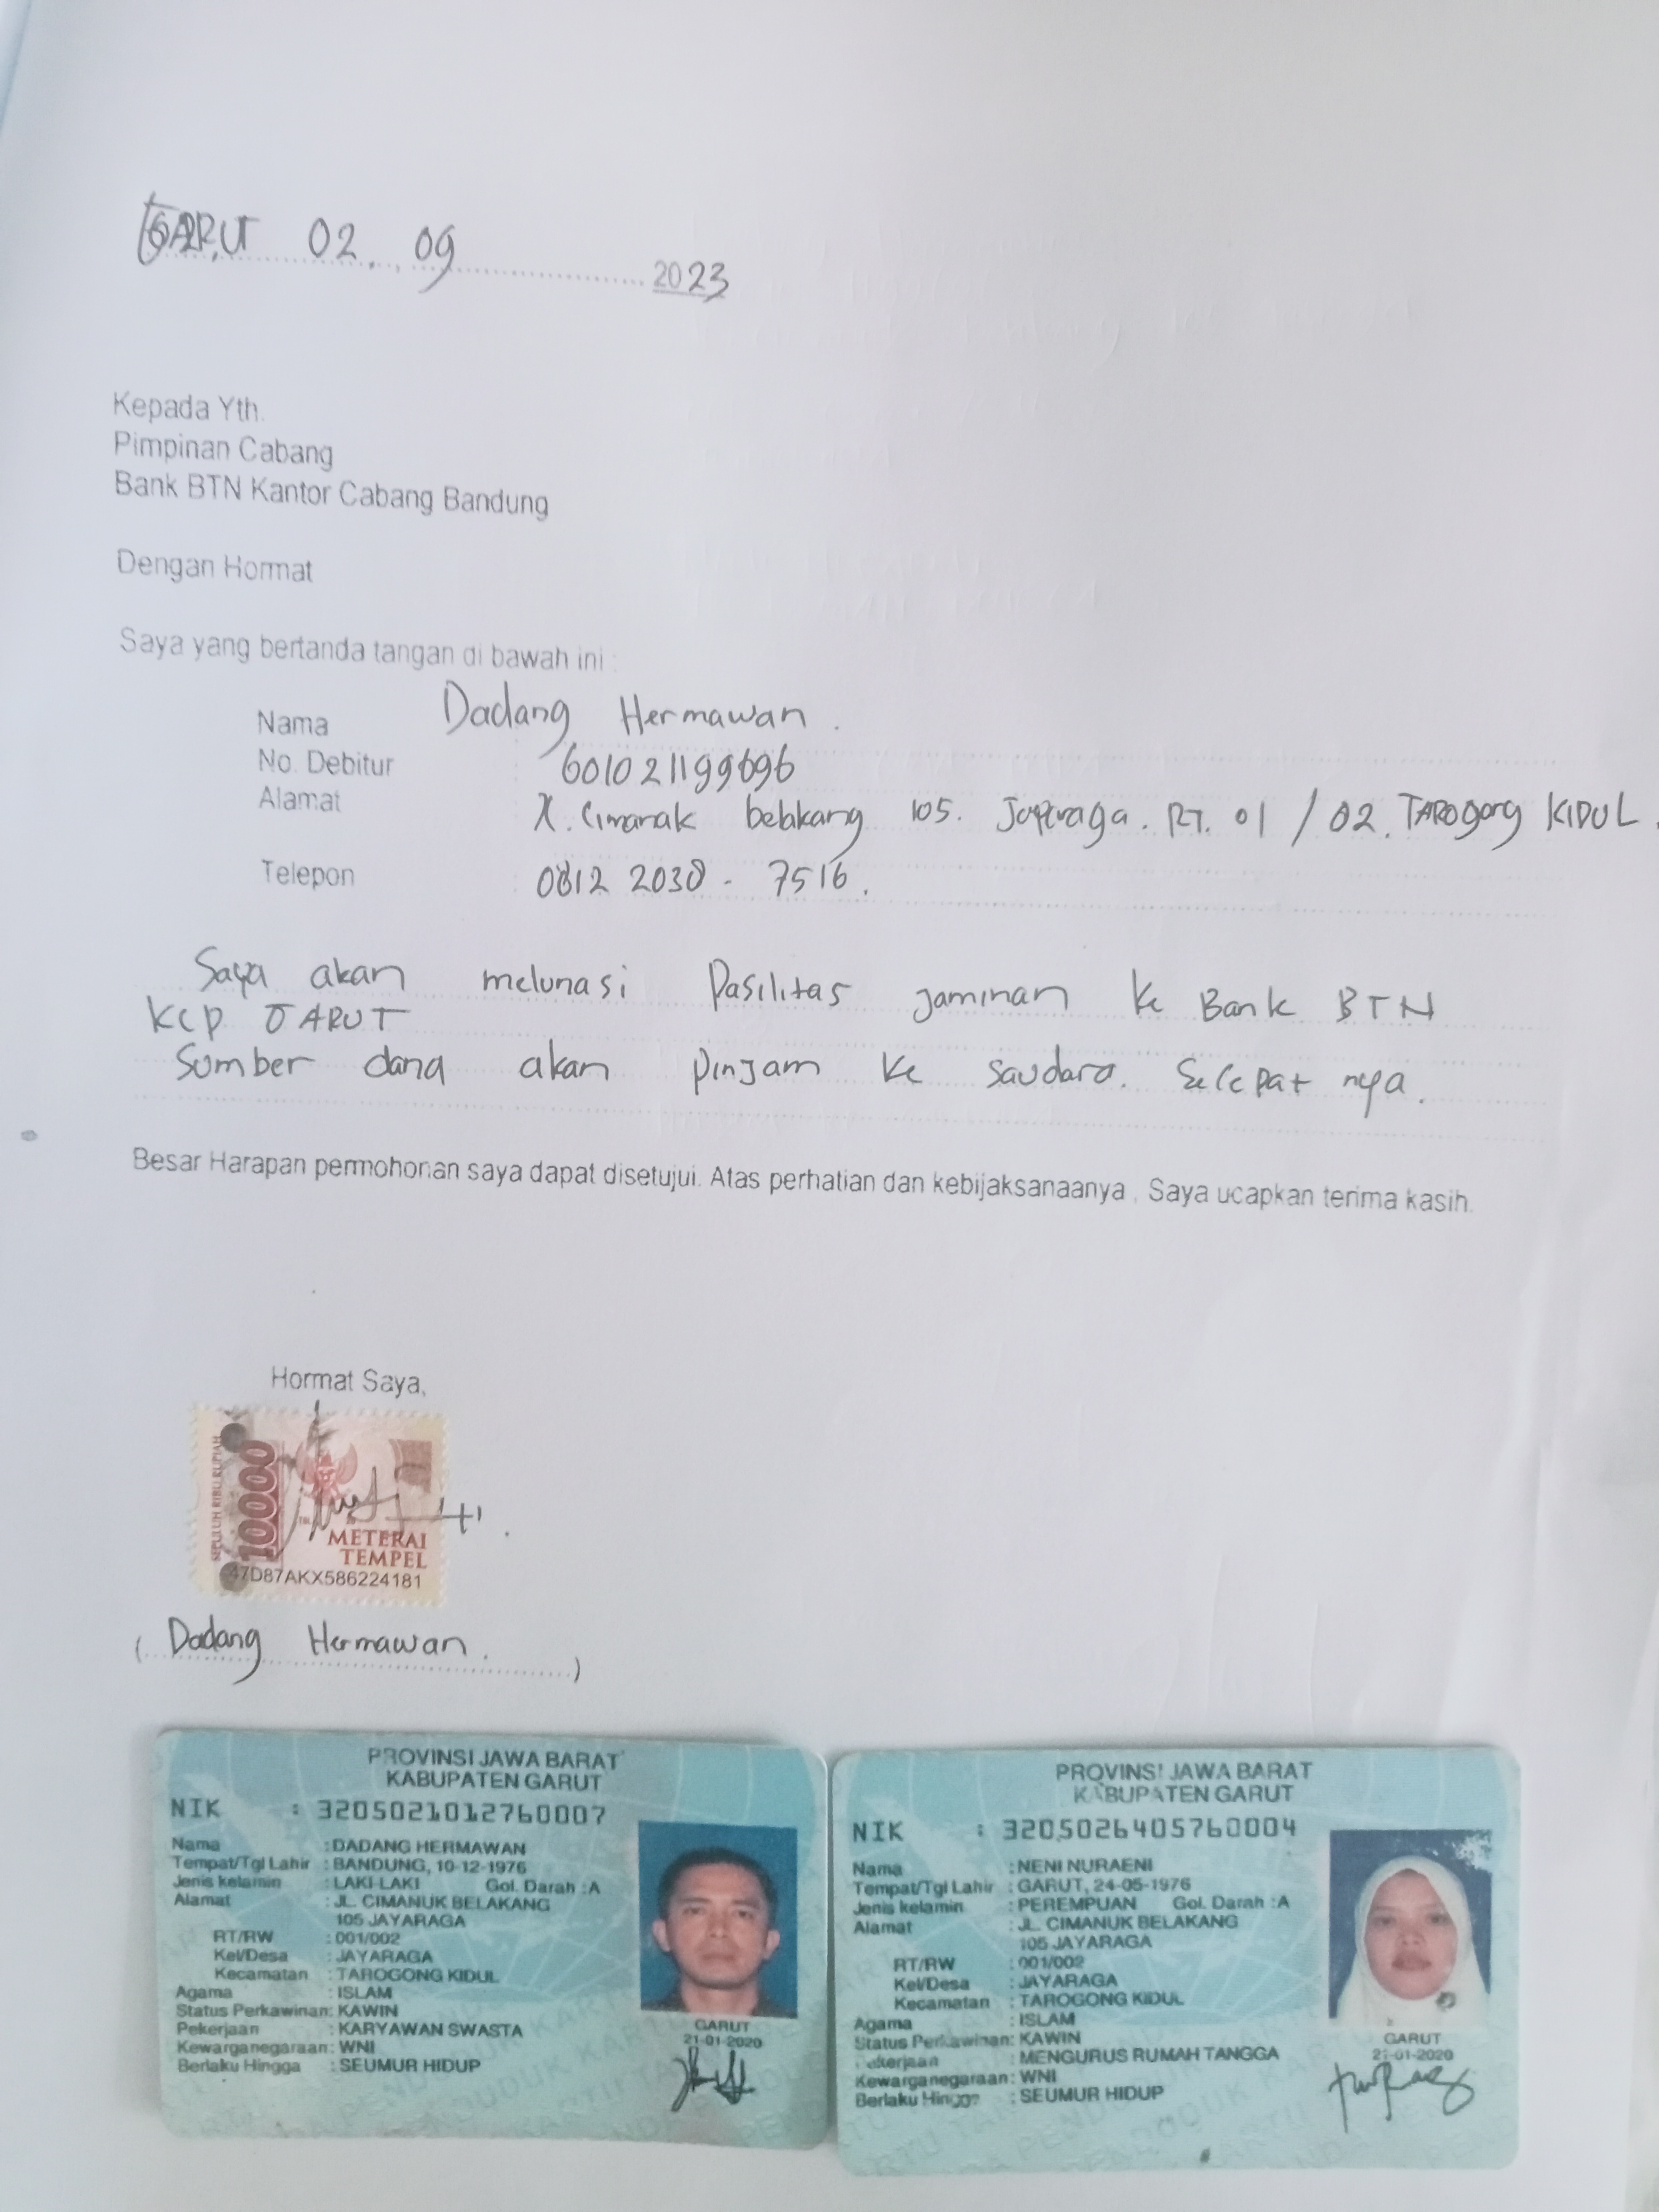 GARUT 02. 09 2023
Kepada Yth.
Pimpinan Cabang
Bank BTN Kantor Cabang Bandung
Dengan Hormat
Saya yang bertanda tangan di bawah ini :
Nama Dadang Hermawan.
No. Debitur : 601021199696
Alamat belakang 105. RT. 01 / 02. TAROgong KIDUL.
Telepon : 0812 2038 - 7516.
Saya akan melunasi Pasilitas jaminan ke Bank BTN
KCP GARUT
Sumber dana akan pinjam ke saudara. Secepat nya.
Besar Harapan permohonan saya dapat disetujui. Atas perhatian dan kebijaksanaanya, Saya ucapkan terima kasih.
Hormat Saya,
SEPULUH RIBU RUPIAH
10000
METERAI
TEMPEL
47D87AKX586224181
(Dadang Hermawan.)
PROVINSI JAWA BARAT
KABUPATEN GARUT
NIK : 3205021012760007
Nama : DADANG HERMAWAN
Tempat/Tgl Lahir : BANDUNG, 10-12-1976
Jenis kelamin : LAKI-LAKI Gol. Darah :A
Alamat : JL. CIMANUK BELAKANG
105 JAYARAGA
RT/RW : 001/002
Kel/Desa : JAYARAGA
Kecamatan : TAROGONG KIDUL
Agama : ISLAM
Status Perkawinan: KAWIN
Pekerjaan : KARYAWAN SWASTA
Kewarganegaraan: WNI
Berlaku Hingga : SEUMUR HIDUP
GARUT
21-01-2020
PROVINSI JAWA BARAT
KABUPATEN GARUT
NIK : 3205026405760004
Nama : NENI NURAENI
Tempat/Tgl Lahir : GARUT, 24-05-1976
Jenis kelamin : PEREMPUAN Gol. Darah :A
Alamat : JL. CIMANUK BELAKANG
105 JAYARAGA
RT/RW : 001/002
Kel/Desa : JAYARAGA
Kecamatan : TAROGONG KIDUL
Agama : ISLAM
Status Perkawinan: KAWIN
Pekerjaan : MENGURUS RUMAH TANGGA
Kewarganegaraan: WNI
Berlaku Hingga : SEUMUR HIDUP
GARUT
21-01-2020